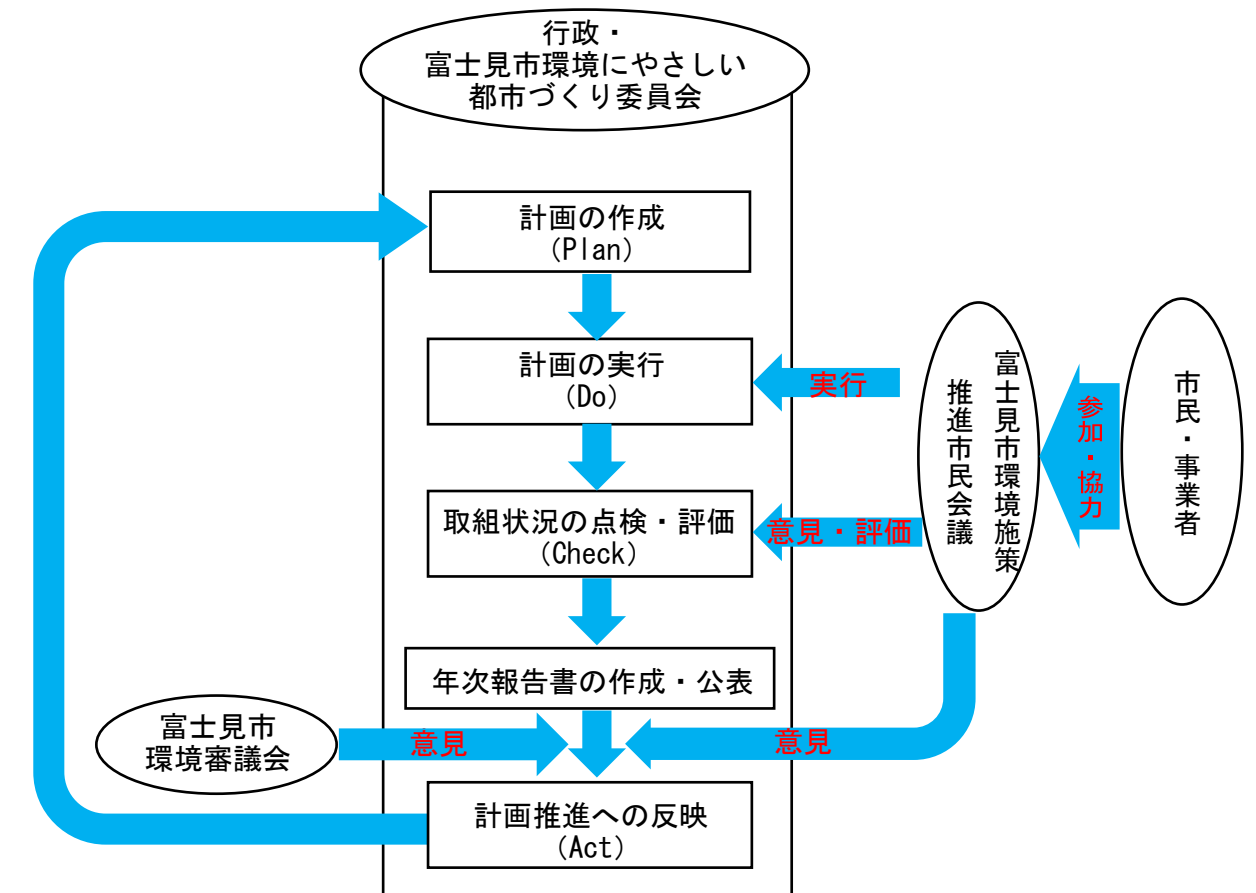 行政・
富士見市環境にやさしい
都市づくり委員会
計画の作成
(Plan)
計画の実行
(Do)
実行
取組状況の点検・評価
(Check)
意見・評価
富士見市環境施策
推進市民会議
参加・協力
市民・事業者
年次報告書の作成・公表
富士見市
環境審議会
意見
意見
計画推進への反映
(Act)